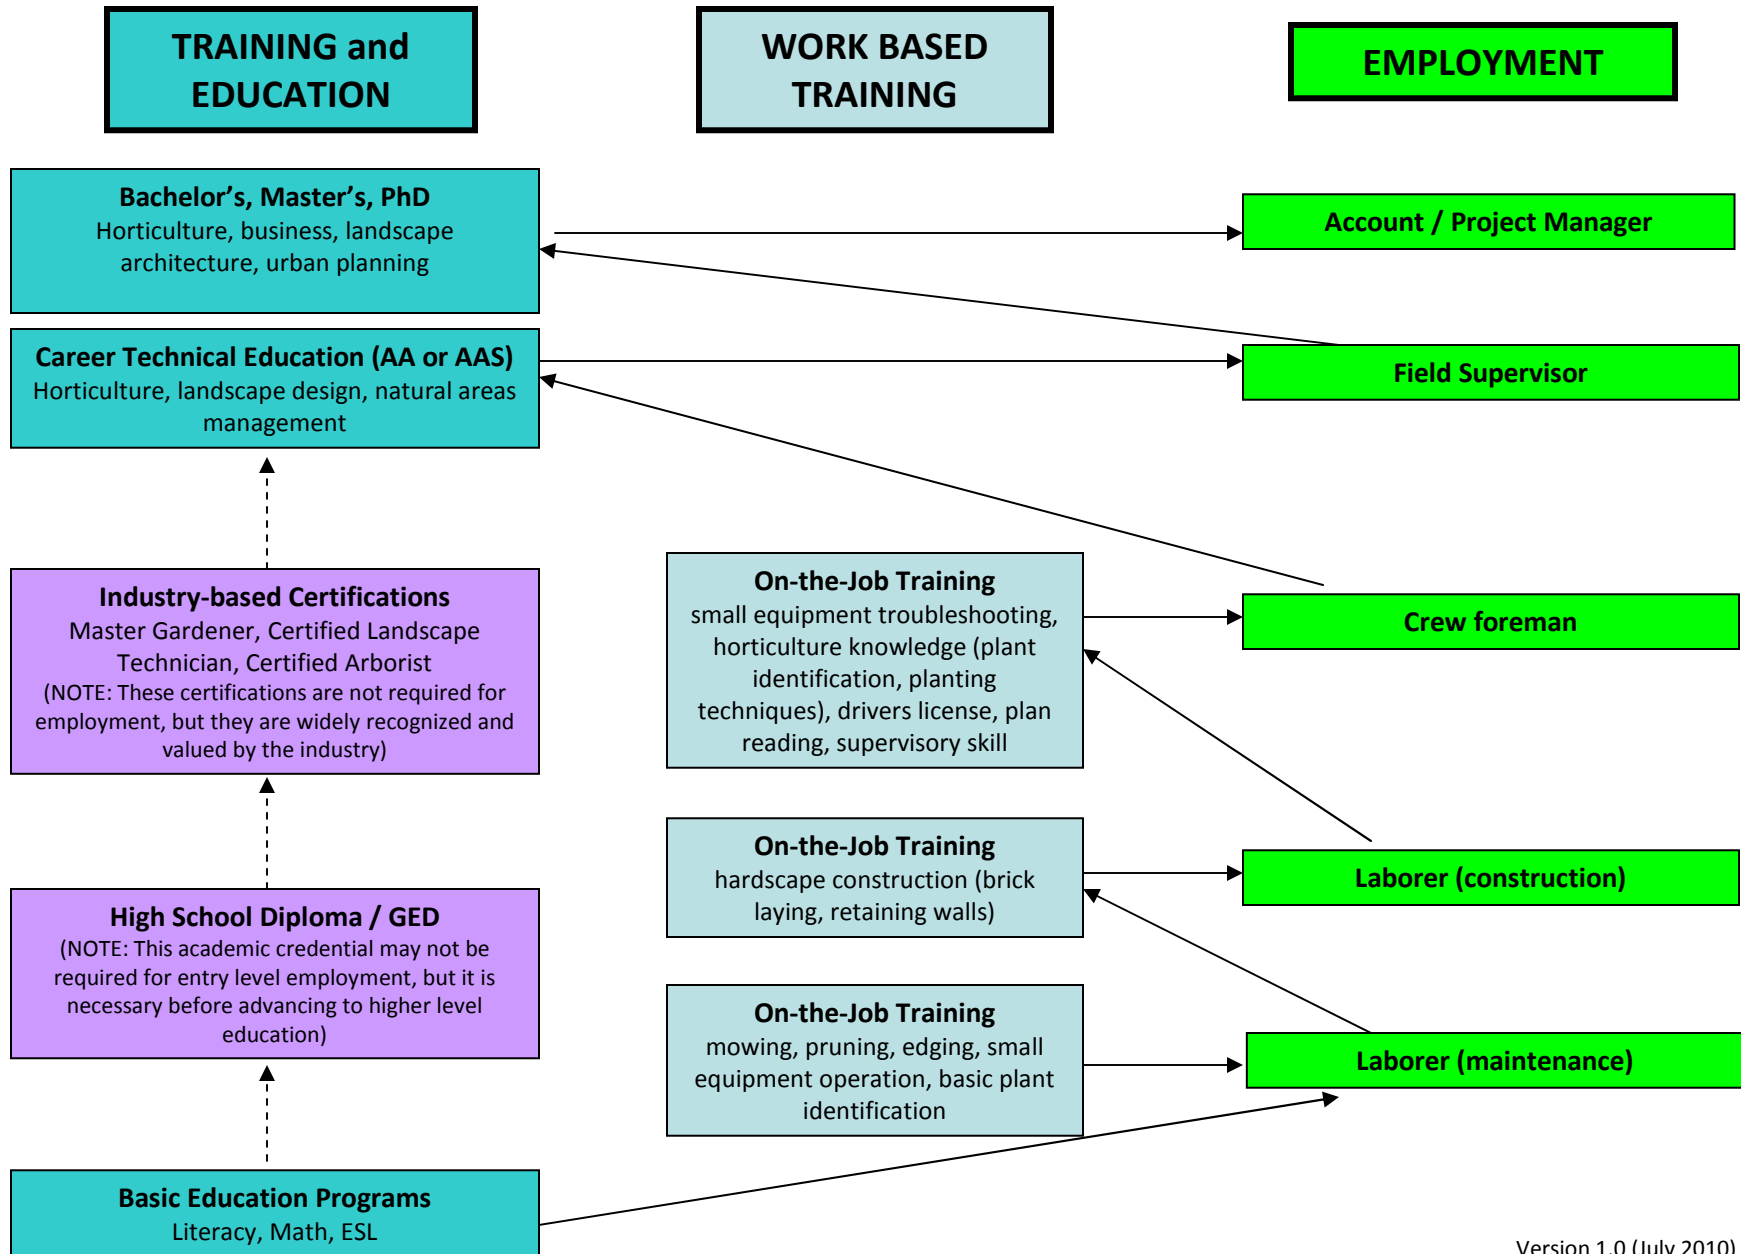 TRAINING and
EDUCATION
WORK BASED
TRAINING
EMPLOYMENT
Bachelor’s, Master’s, PhD
Horticulture, business, landscape
architecture, urban planning
Account / Project Manager
Career Technical Education (AA or AAS)
Horticulture, landscape design, natural areas
management
Field Supervisor
Industry-based Certifications
Master Gardener, Certified Landscape
Technician, Certified Arborist
(NOTE: These certifications are not required for
employment, but they are widely recognized and
valued by the industry)
On-the-Job Training
small equipment troubleshooting,
horticulture knowledge (plant
identification, planting
techniques), drivers license, plan
reading, supervisory skill
Crew foreman
High School Diploma / GED
(NOTE: This academic credential may not be
required for entry level employment, but it is
necessary before advancing to higher level
education)
On-the-Job Training
hardscape construction (brick
laying, retaining walls)
Laborer (construction)
On-the-Job Training
mowing, pruning, edging, small
equipment operation, basic plant
identification
Laborer (maintenance)
Basic Education Programs
Literacy, Math, ESL
Version 1.0 (July 2010)